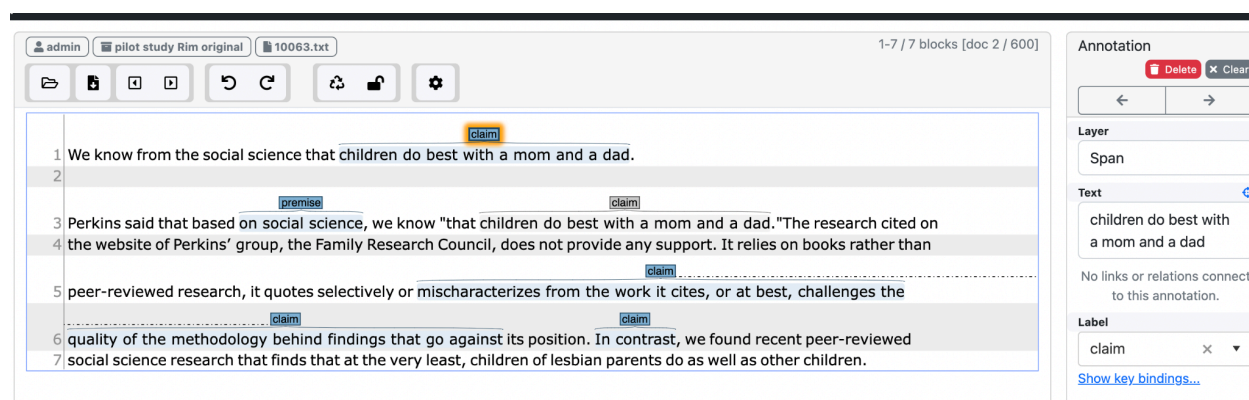 admin pilot study Rim original 10063.txt 1-7 / 7 blocks [doc 2 / 600]
claim
1 We know from the social science that children do best with a mom and a dad.
2
premise claim
3 Perkins said that based on social science, we know "that children do best with a mom and a dad."The research cited on
4 the website of Perkins’ group, the Family Research Council, does not provide any support. It relies on books rather than
claim
5 peer-reviewed research, it quotes selectively or mischaracterizes from the work it cites, or at best, challenges the
claim claim
6 quality of the methodology behind findings that go against its position. In contrast, we found recent peer-reviewed
7 social science research that finds that at the very least, children of lesbian parents do as well as other children.
Annotation
Delete Clear
Layer
Span
Text
children do best with
a mom and a dad
No links or relations connect
to this annotation.
Label
claim
Show key bindings...